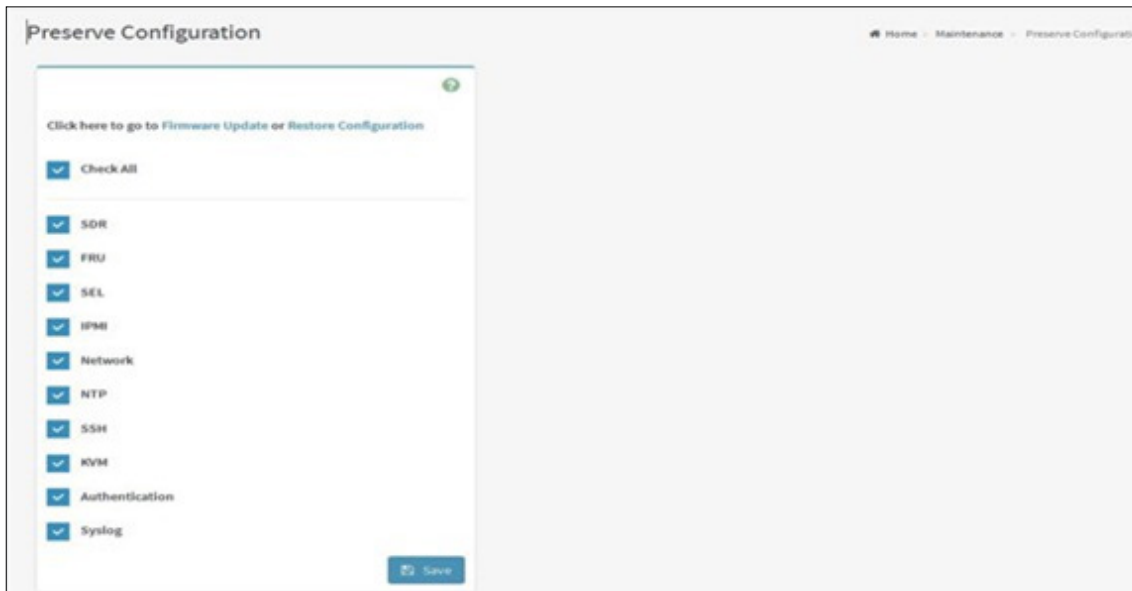 Preserve Configuration
Home - Maintenance - Preserve Configurati
Click here to go to Firmware Update or Restore Configuration
Check All
SDR
FRU
SEL
IPMI
Network
NTP
SSH
KVM
Authentication
Syslog
Save